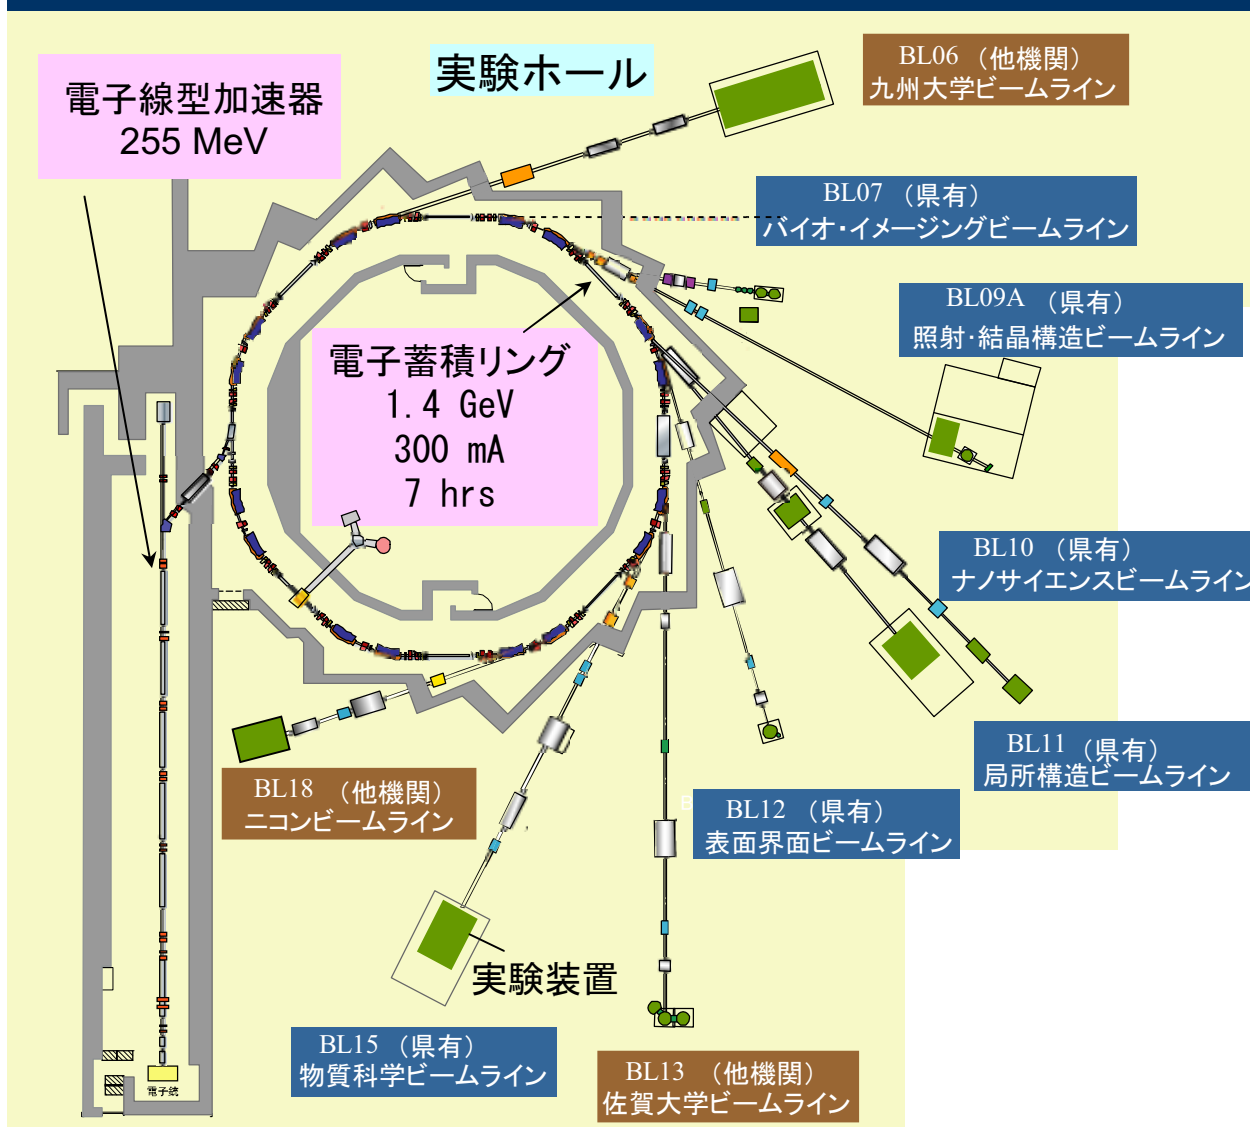 実験ホール
電子線型加速器
255 MeV
BL06 （他機関）
九州大学ビームライン
BL07 （県有）
バイオ・イメージングビームライン
BL09A （県有）
照射・結晶構造ビームライン
電子蓄積リング
1.4 GeV
300 mA
7 hrs
BL10 （県有）
ナノサイエンスビームライン
BL11 （県有）
局所構造ビームライン
BL18 （他機関）
ニコンビームライン
BL12 （県有）
表面界面ビームライン
実験装置
BL15 （県有）
物質科学ビームライン
BL13 （他機関）
佐賀大学ビームライン
電子銃